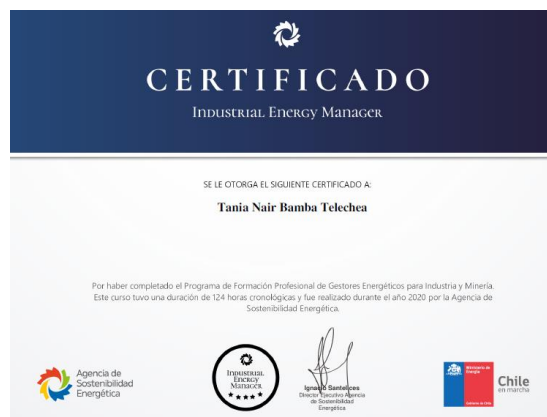 CERTIFICADO
Industrial Energy Manager
SE LE OTORGA EL SIGUIENTE CERTIFICADO A:
Tania Nair Bamba Telechea
Por haber completado el Programa de Formación Profesional de Gestores Energéticos para Industria y Minería.
Este curso tuvo una duración de 124 horas cronológicas y fue realizado durante el año 2020 por la Agencia de
Sostenibilidad Energética.
Agencia de
Sostenibilidad
Energética
Industrial
Energy
Manager
Ignacio Santelices
Director Ejecutivo Agencia
de Sostenibilidad
Energética
Ministerio de
Energía
Gobierno de Chile
Chile
en marcha